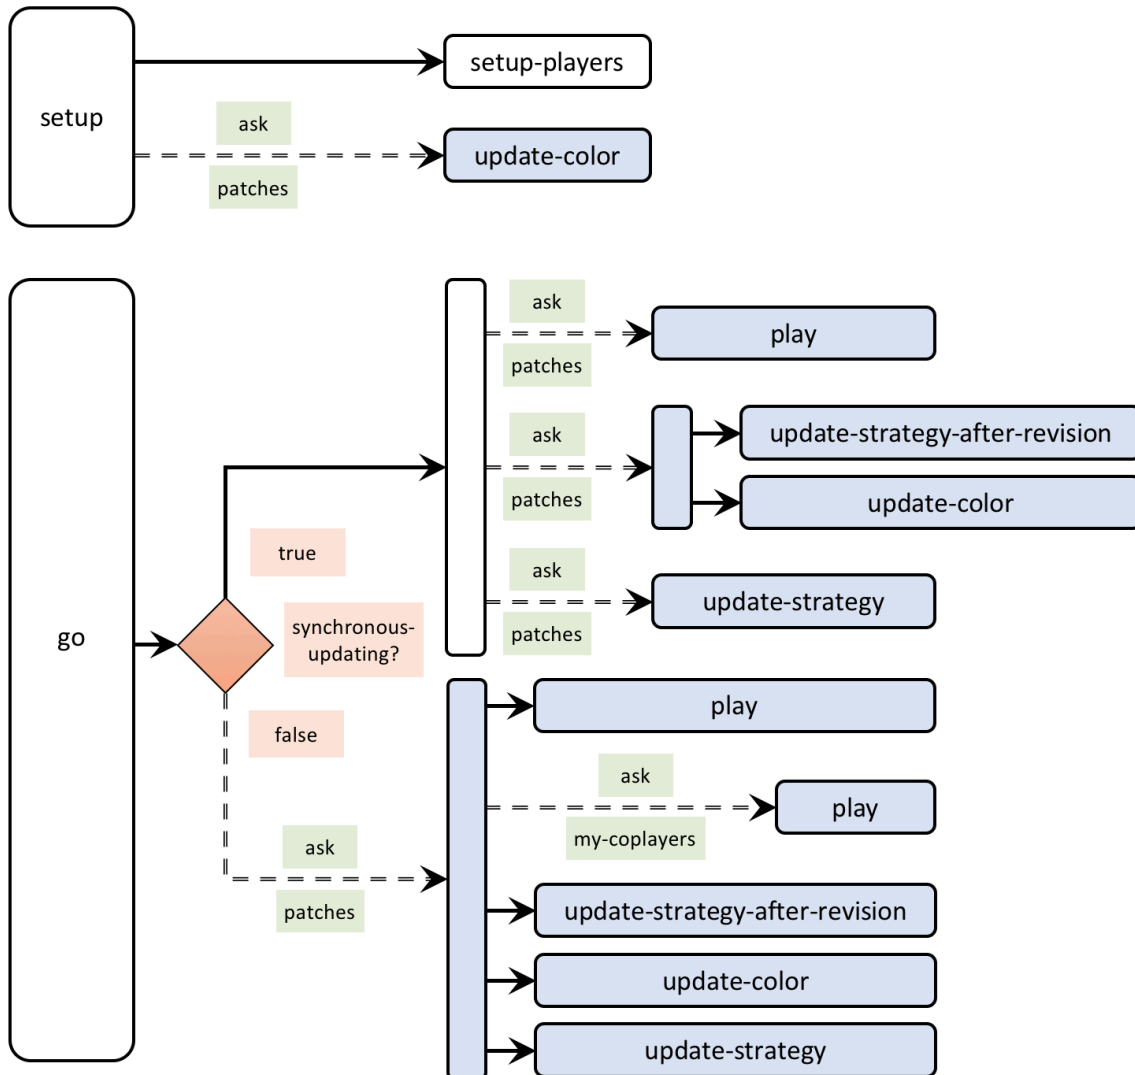 setup
setup-players
ask
patches
update-color
go
true
synchronous-
updating?
false
ask
patches
play
ask
patches
update-strategy-after-revision
update-color
ask
patches
update-strategy
ask
patches
play
ask
my-coplayers
play
update-strategy-after-revision
update-color
update-strategy